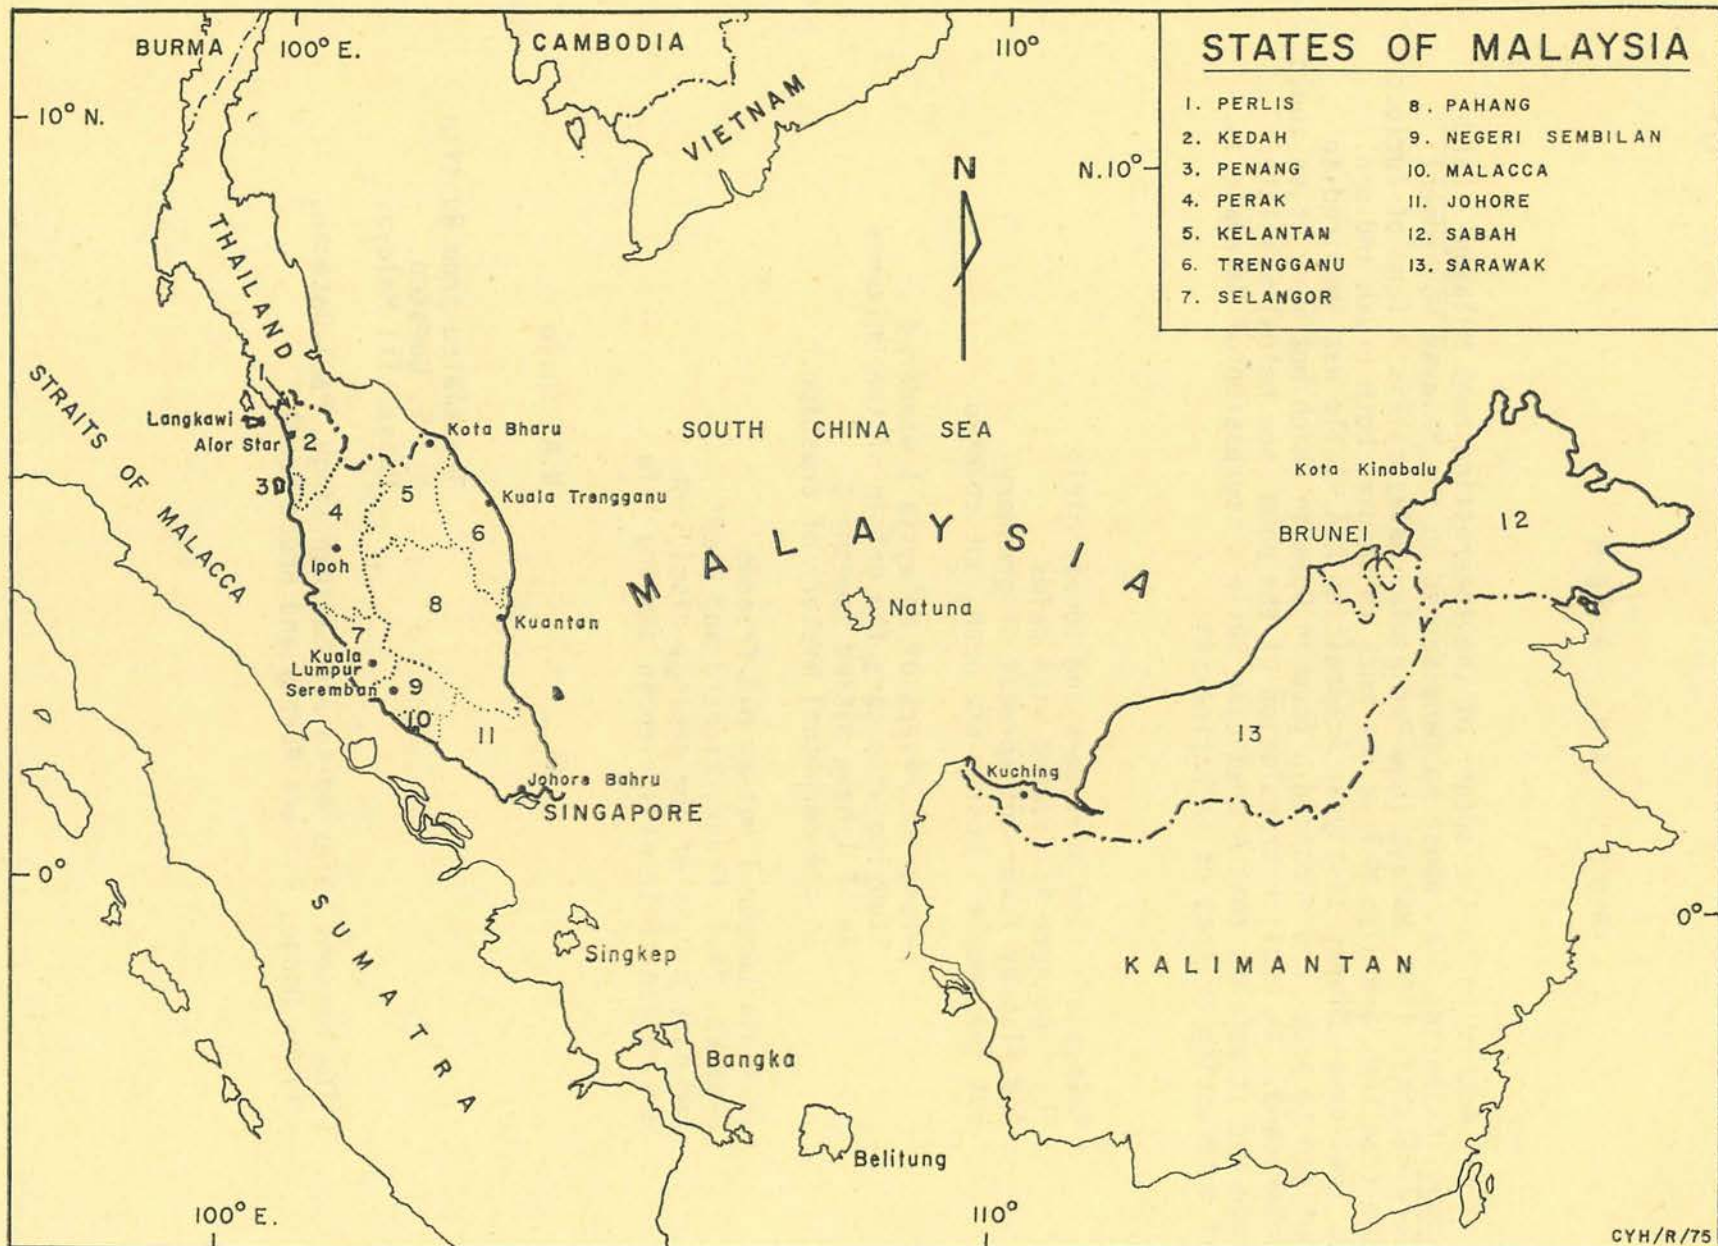 STATES OF MALAYSIA
1. PERLIS
2. KEDAH
3. PENANG
4. PERAK
5. KELANTAN
6. TRENGGANU
7. SELANGOR
8. PAHANG
9. NEGERI SEMBILAN
10. MALACCA
11. JOHORE
12. SABAH
13. SARAWAK
BURMA
100° E.
CAMBODIA
110°
10° N.
VIETNAM
N
N.10°
THAILAND
STRAITS OF MALACCA
Langkawi
Alor Star
1
2
Kota Bharu
SOUTH CHINA SEA
Kota Kinabalu
3
5
4
Kuala Trengganu
6
MALAYSIA
BRUNEI
12
Ipoh
8
Natuna
Kuantan
7
Kuala
Lumpur
Seremban
9
10
11
13
Johore Bahru
SINGAPORE
Kuching
0°
0°
SUMATRA
Singkep
KALIMANTAN
Bangka
Belitung
100° E.
110°
CYH/R/75